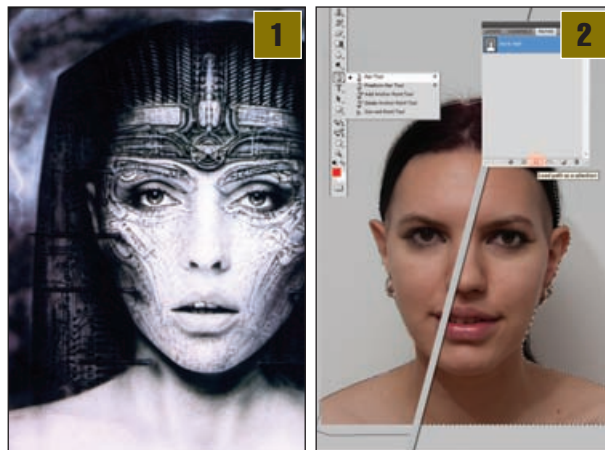 1
2
Pen Tool
Freeform Pen Tool
Add Anchor Point Tool
Delete Anchor Point Tool
Convert Point Tool
Load path as a selection